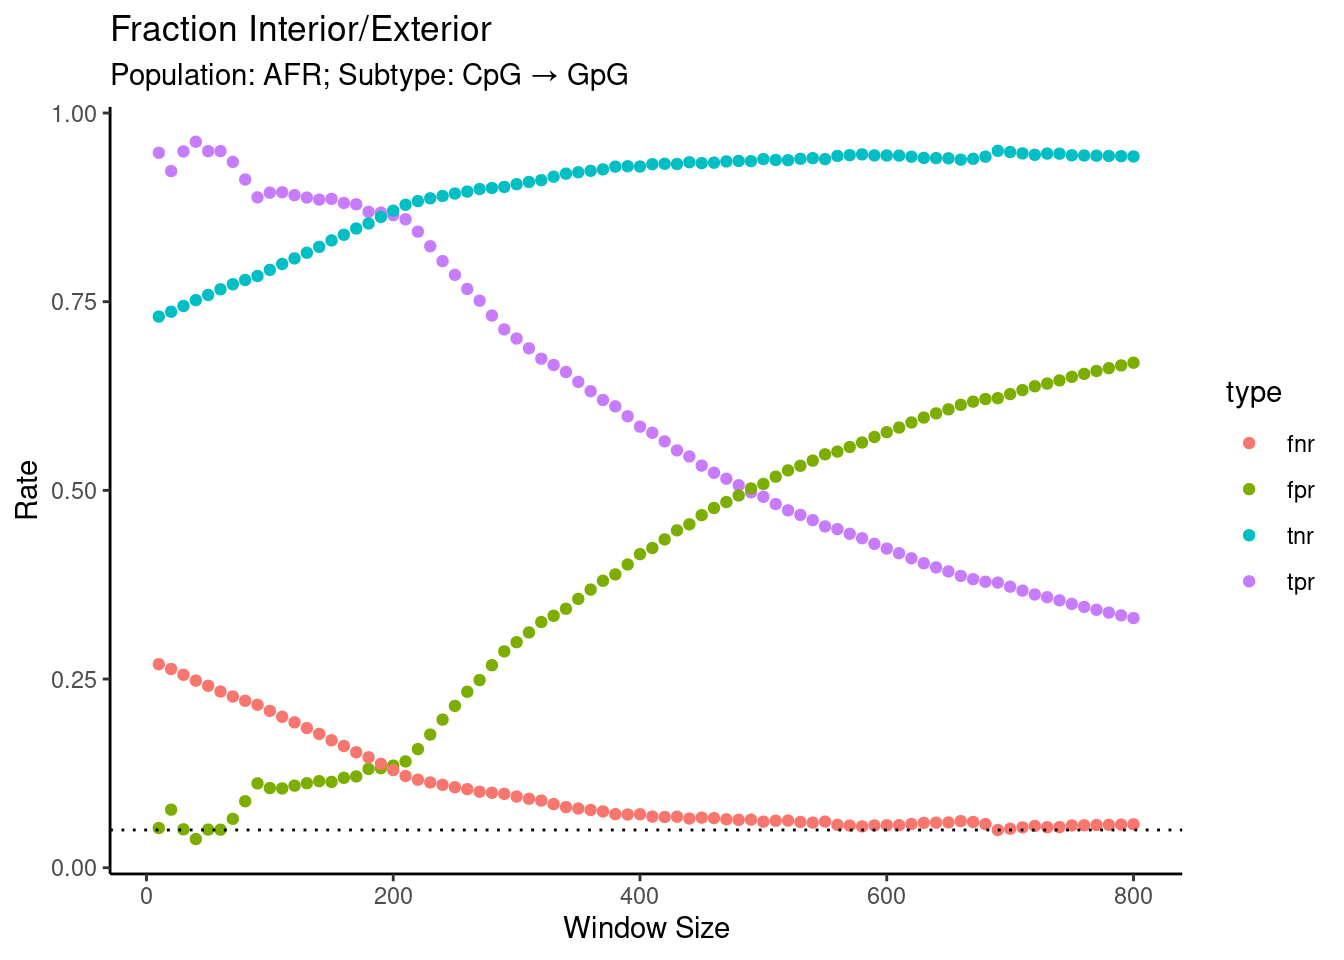 Fraction Interior/Exterior
Population: AFR; Subtype: CpG → GpG
1.00
0.75
0.50
0.25
0.00
Rate
0 200 400 600 800
Window Size
type
fnr
fpr
tnr
tpr